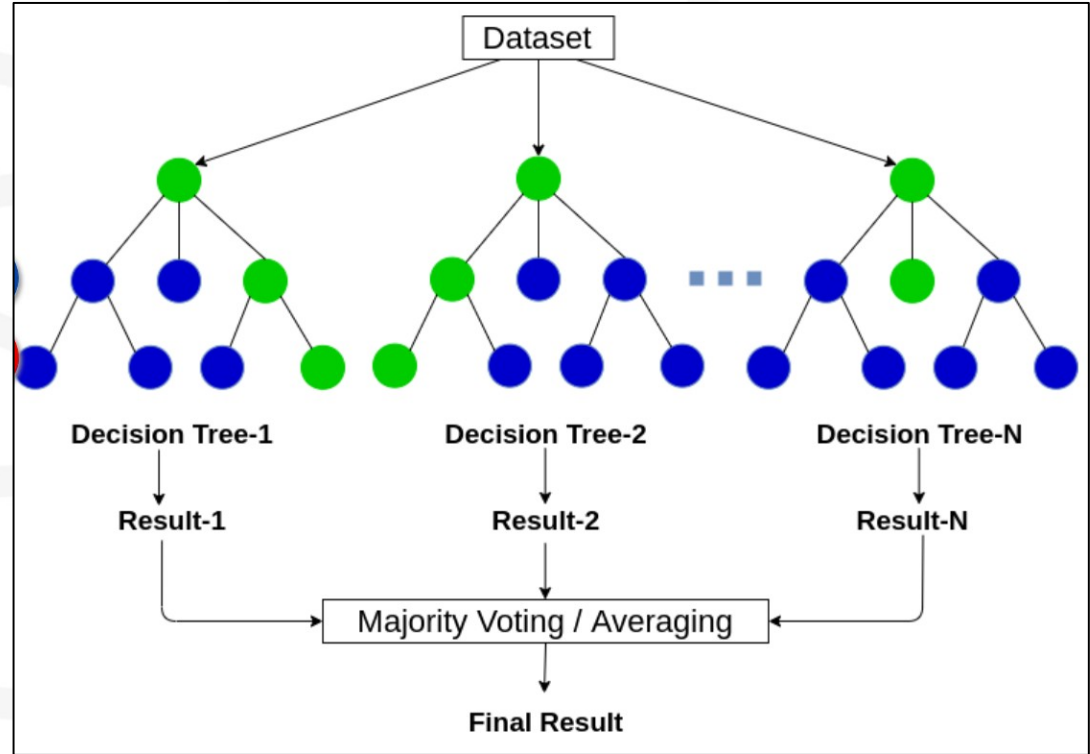 Dataset
Decision Tree-1
Decision Tree-2
Decision Tree-N
Result-1
Result-2
Result-N
Majority Voting / Averaging
Final Result